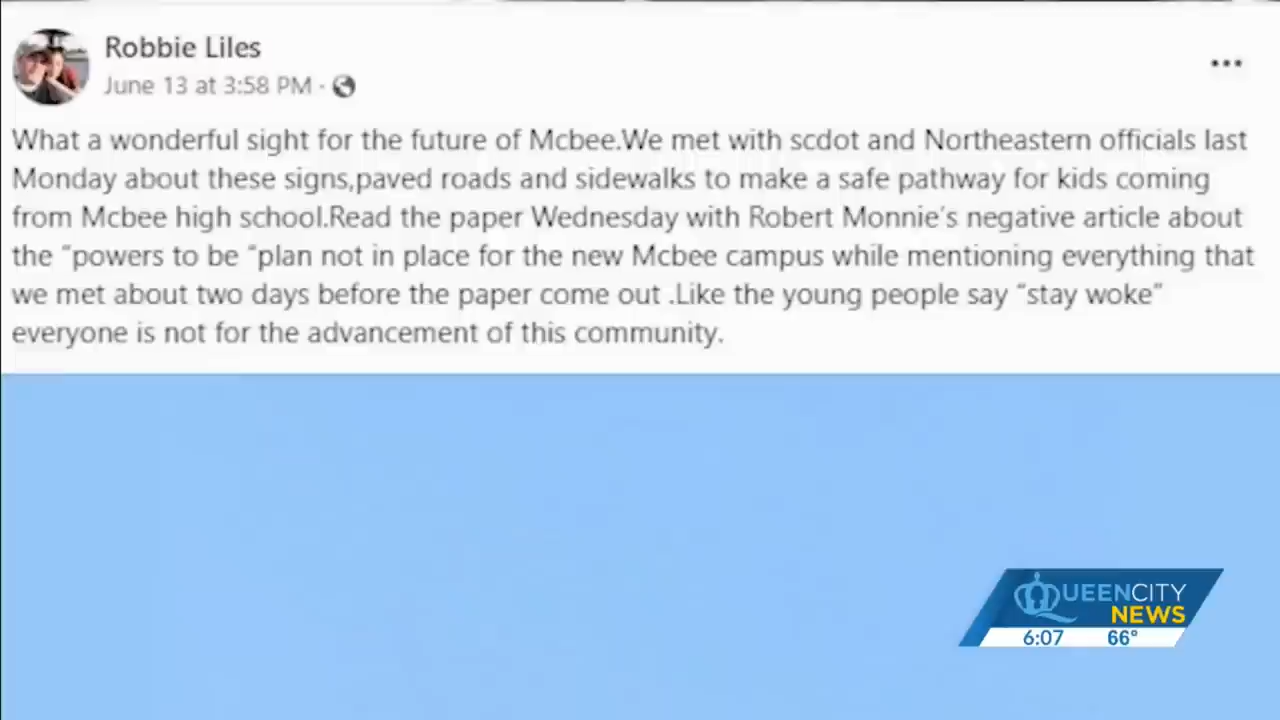 Robbie Liles
June 13 at 3:58 PM ·
What a wonderful sight for the future of Mcbee.We met with scdot and Northeastern officials last
Monday about these signs,paved roads and sidewalks to make a safe pathway for kids coming
from Mcbee high school.Read the paper Wednesday with Robert Monnie’s negative article about
the “powers to be “plan not in place for the new Mcbee campus while mentioning everything that
we met about two days before the paper come out .Like the young people say “stay woke”
everyone is not for the advancement of this community.
QUEENCITY
NEWS
6:07 66°